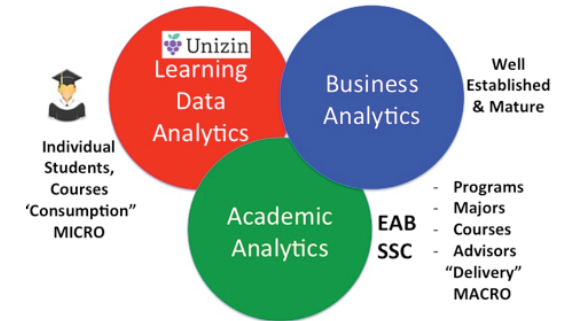 Unizin
Learning
Data
Analytics
Business
Analytics
Well
Established
& Mature
Individual
Students,
Courses
‘Consumption”
MICRO
Academic
Analytics
EAB
SSC
- Programs
- Majors
- Courses
- Advisors
“Delivery”
MACRO